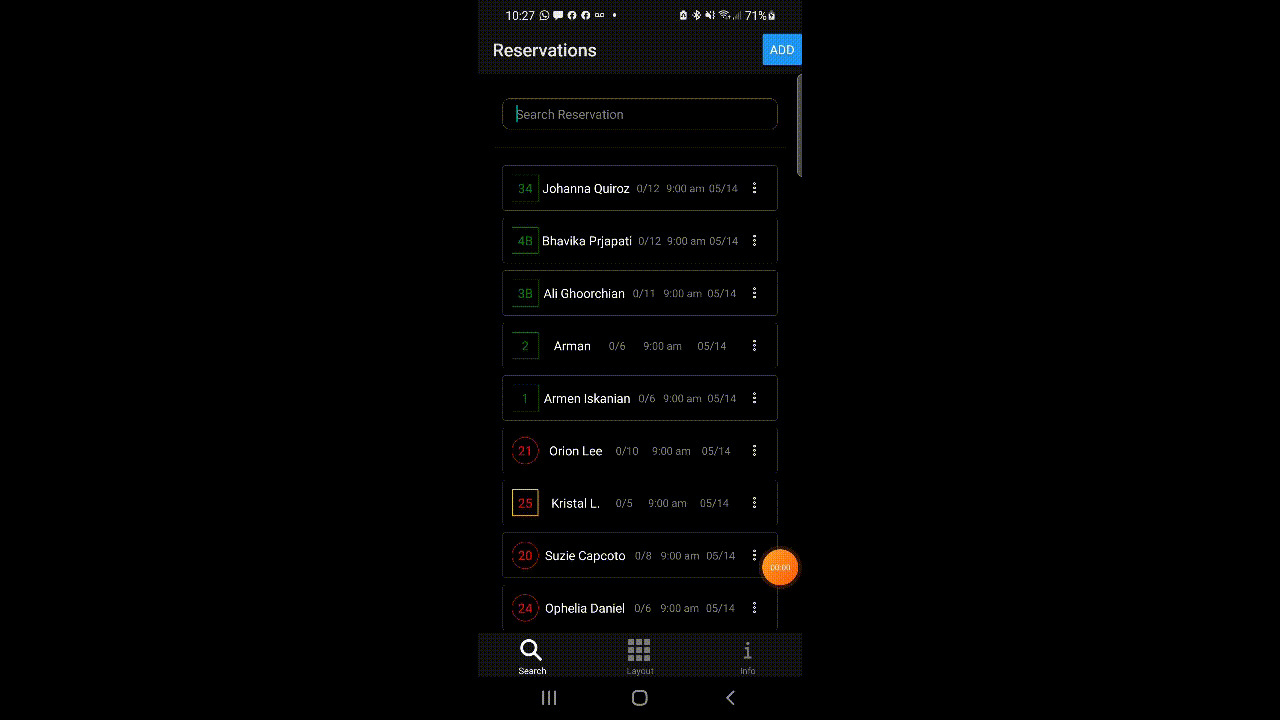 10:27 71%
Reservations ADD
Search Reservation
34 Johanna Quiroz 0/12 9:00 am 05/14
4B Bhavika Prjapati 0/12 9:00 am 05/14
3B Ali Ghoorchian 0/11 9:00 am 05/14
2 Arman 0/6 9:00 am 05/14
1 Armen Iskanian 0/6 9:00 am 05/14
21 Orion Lee 0/10 9:00 am 05/14
25 Kristal L. 0/5 9:00 am 05/14
20 Suzie Capcoto 0/8 9:00 am 05/14
00:00
24 Ophelia Daniel 0/6 9:00 am 05/14
Search Layout Info